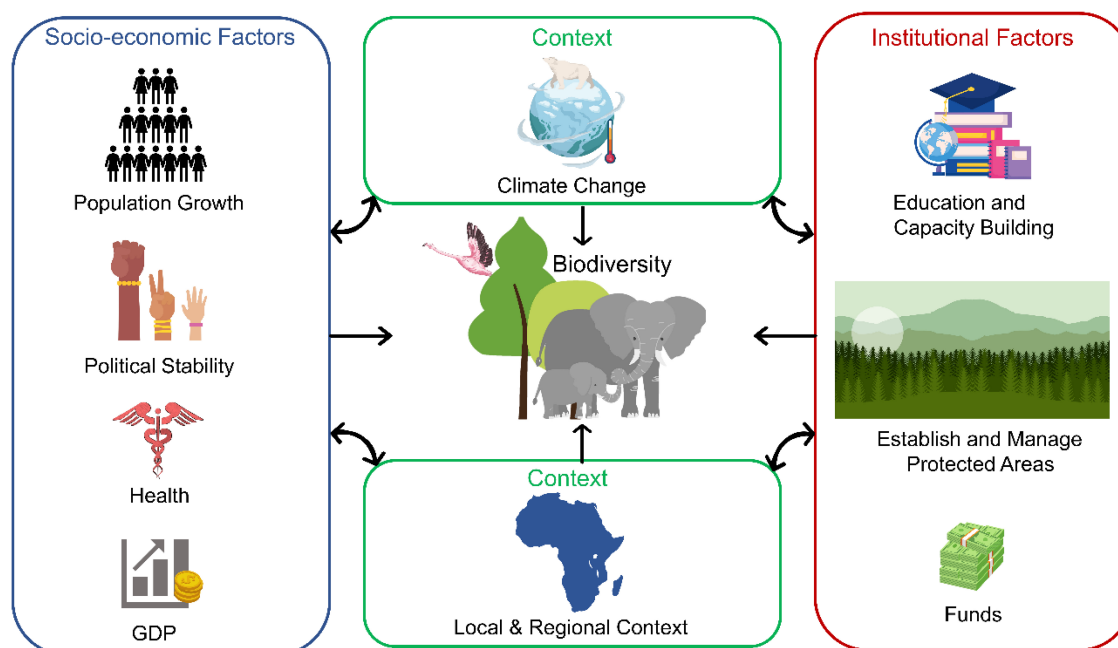 Socio-economic Factors
Population Growth
Political Stability
Health
GDP
Context
Climate Change
Biodiversity
Context
Local & Regional Context
Institutional Factors
Education and
Capacity Building
Establish and Manage
Protected Areas
Funds